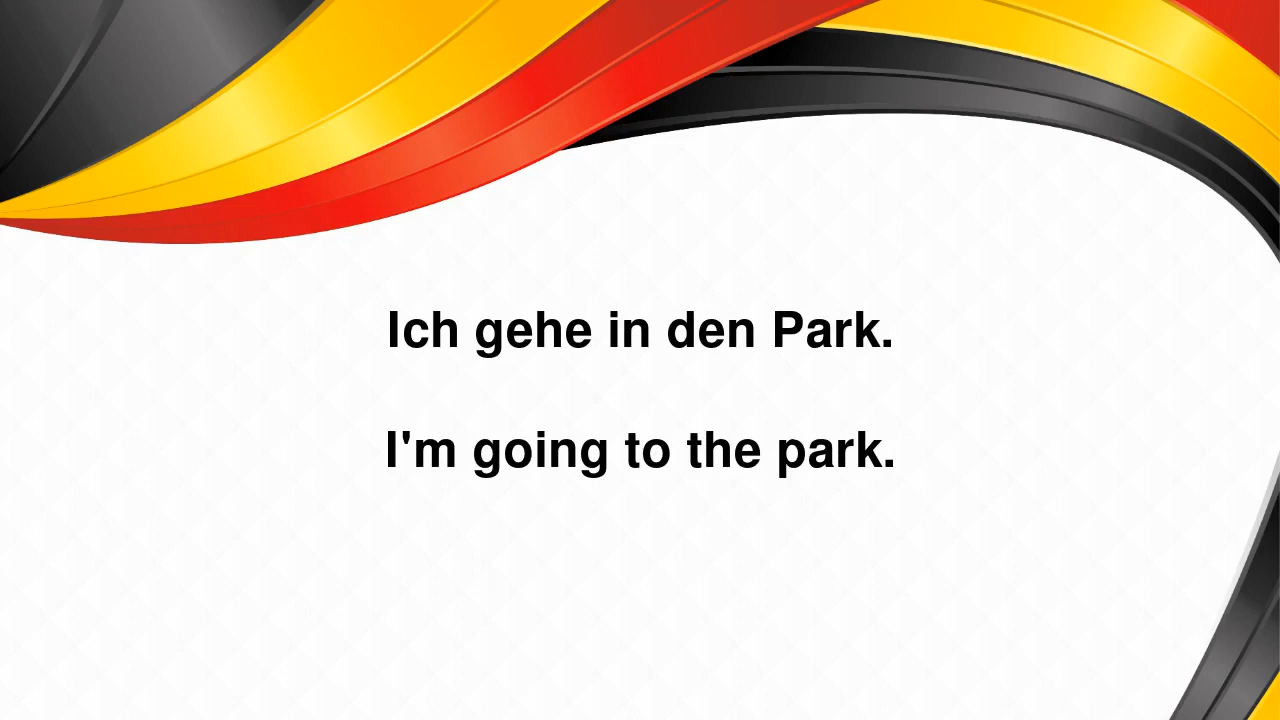 Ich gehe in den Park.
I'm going to the park.